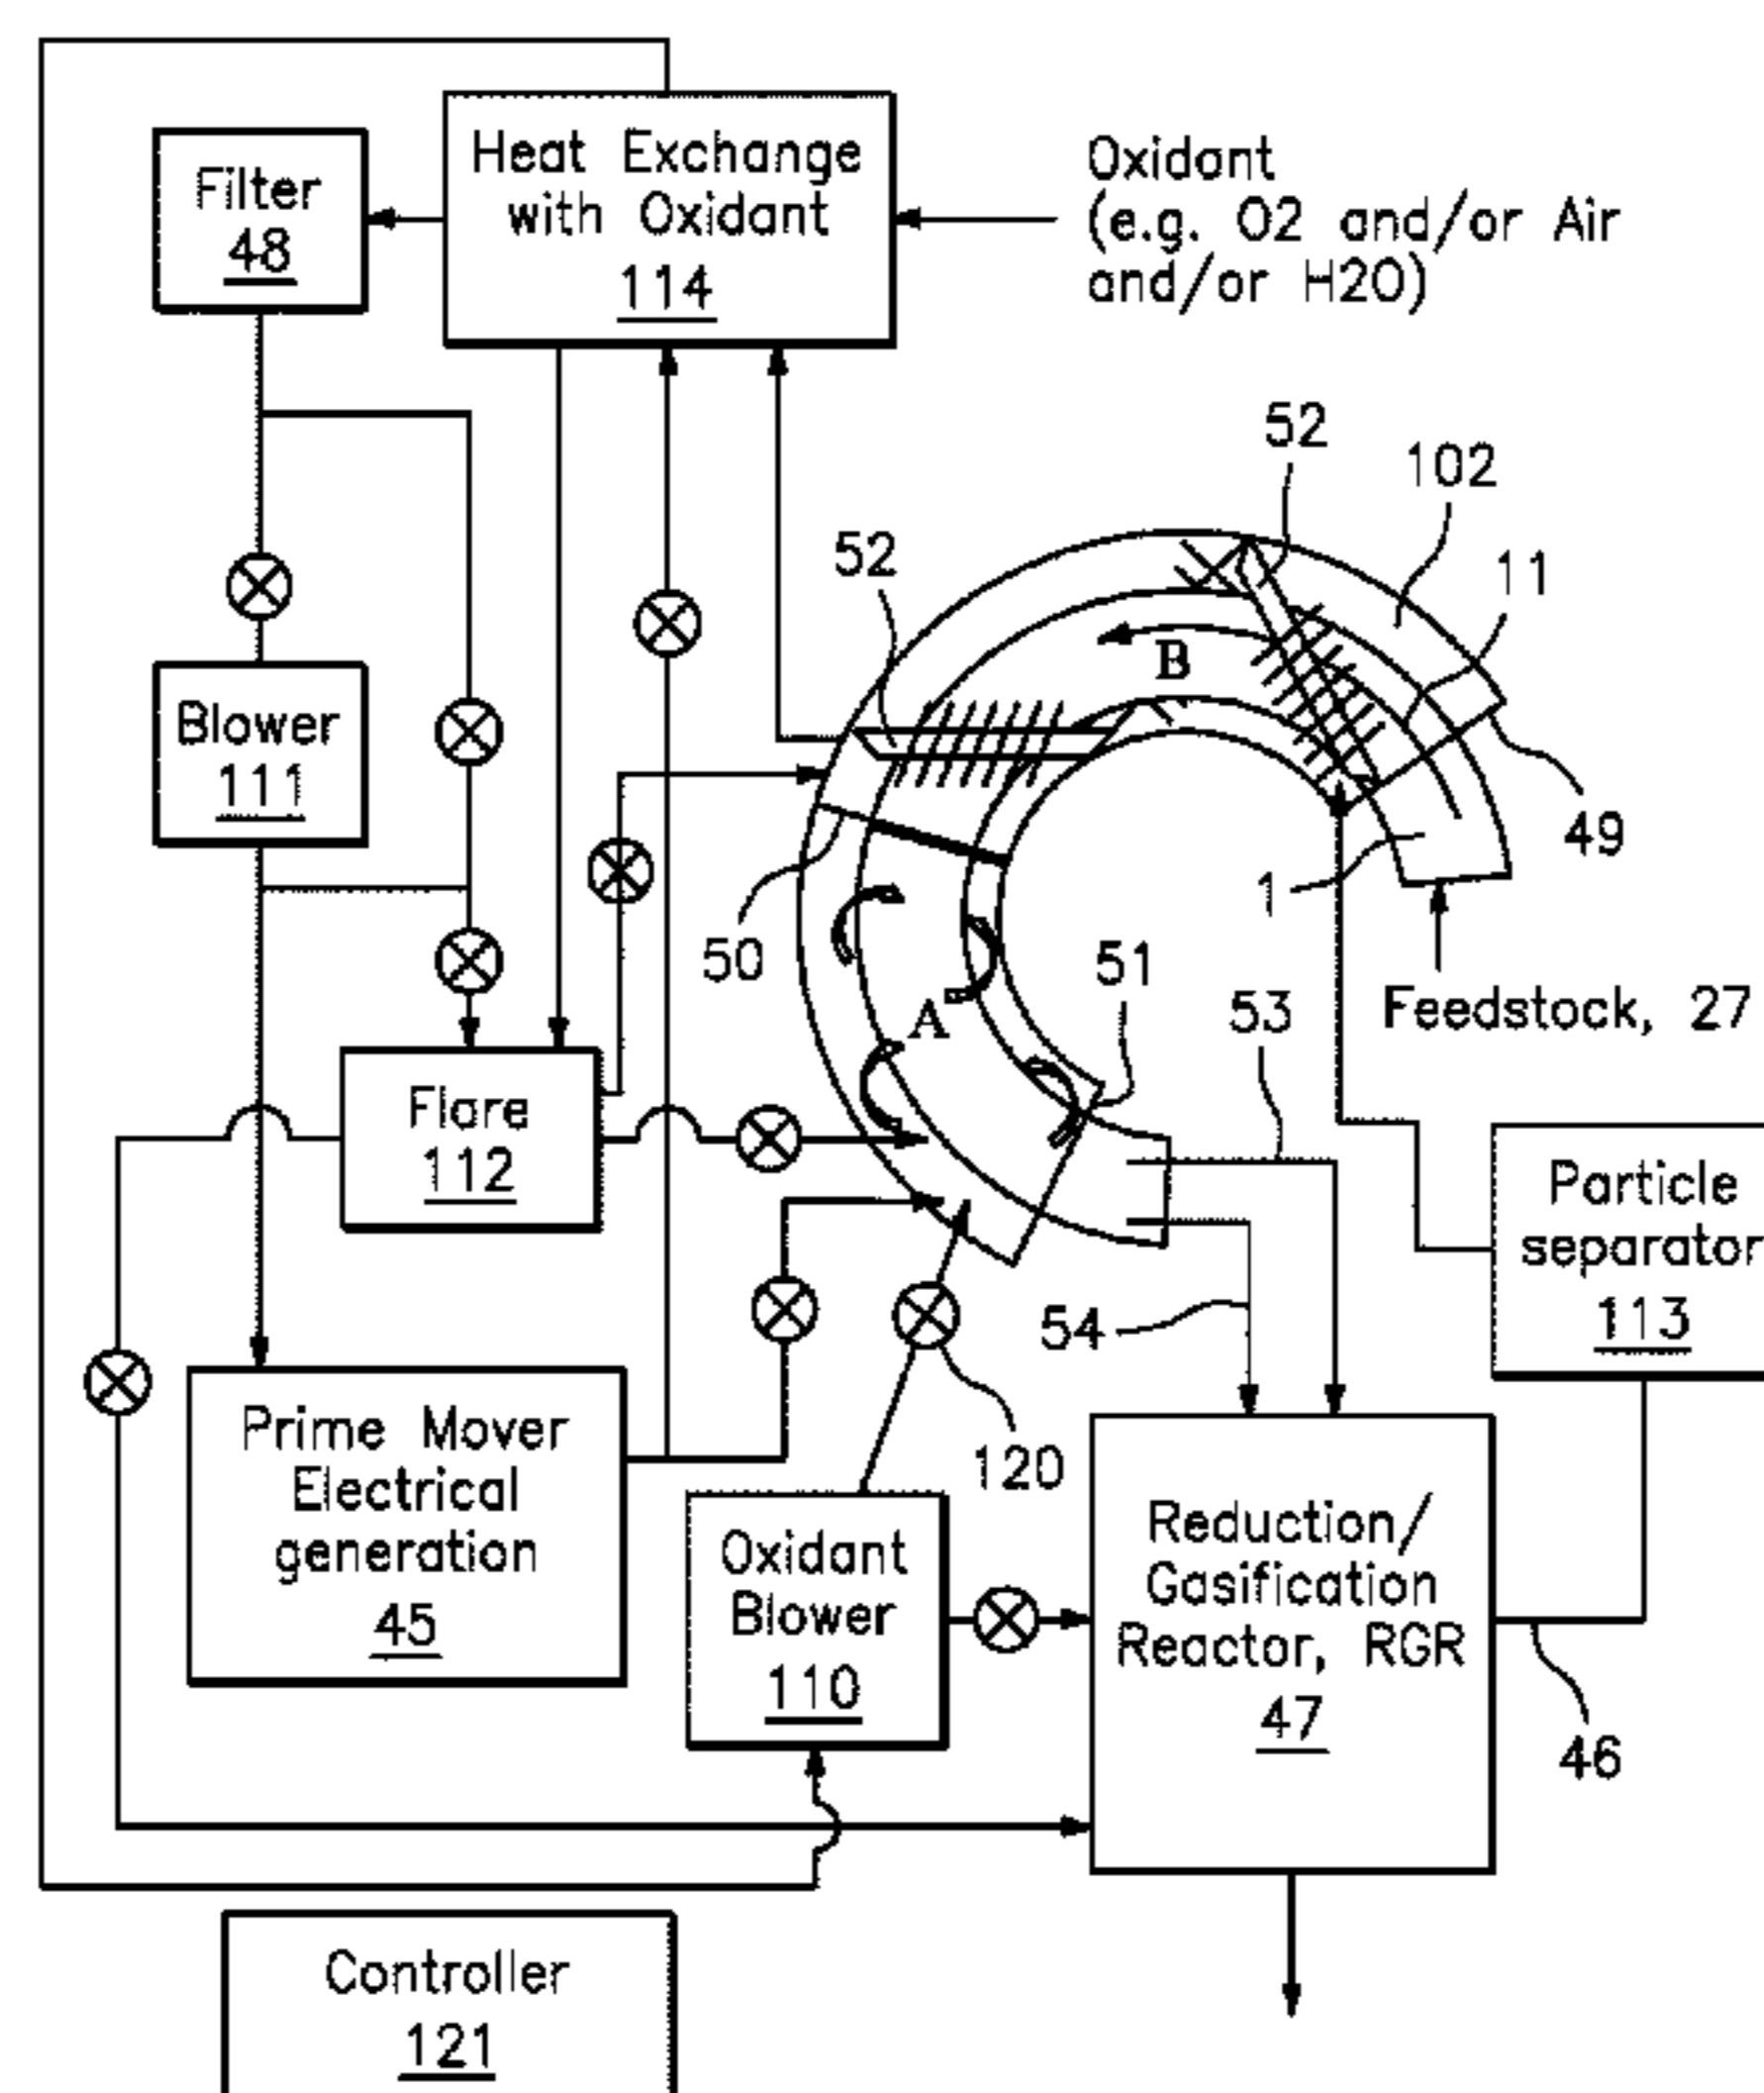 Filter
48
Heat Exchange
with Oxidant
114
Oxidant
(e.g. O2 and/or Air
and/or H2O)
52
102
52
11
B
Blower
111
49
1
50
51
A
53
Feedstock, 27
Flare
112
Particle
separator
113
54
Prime Mover
Electrical
generation
45
120
Oxidant
Blower
110
Reduction/
Gasification
Reactor, RGR
47
46
Controller
121